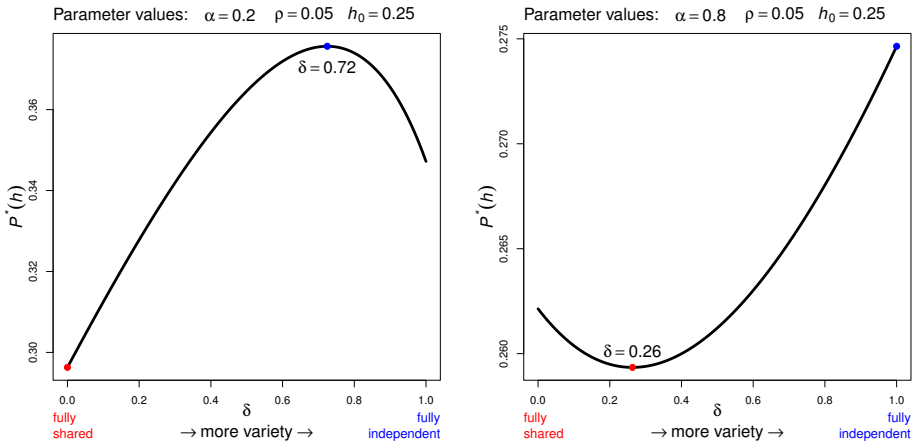 Parameter values: α = 0.2 ρ = 0.05 h₀ = 0.25
P*(h)
0.36
0.34
0.32
0.30
δ = 0.72
0.0 0.2 0.4 0.6 0.8 1.0
δ
fully fully
shared → more variety → independent
Parameter values: α = 0.8 ρ = 0.05 h₀ = 0.25
P*(h)
0.275
0.270
0.265
0.260
δ = 0.26
0.0 0.2 0.4 0.6 0.8 1.0
δ
fully fully
shared → more variety → independent